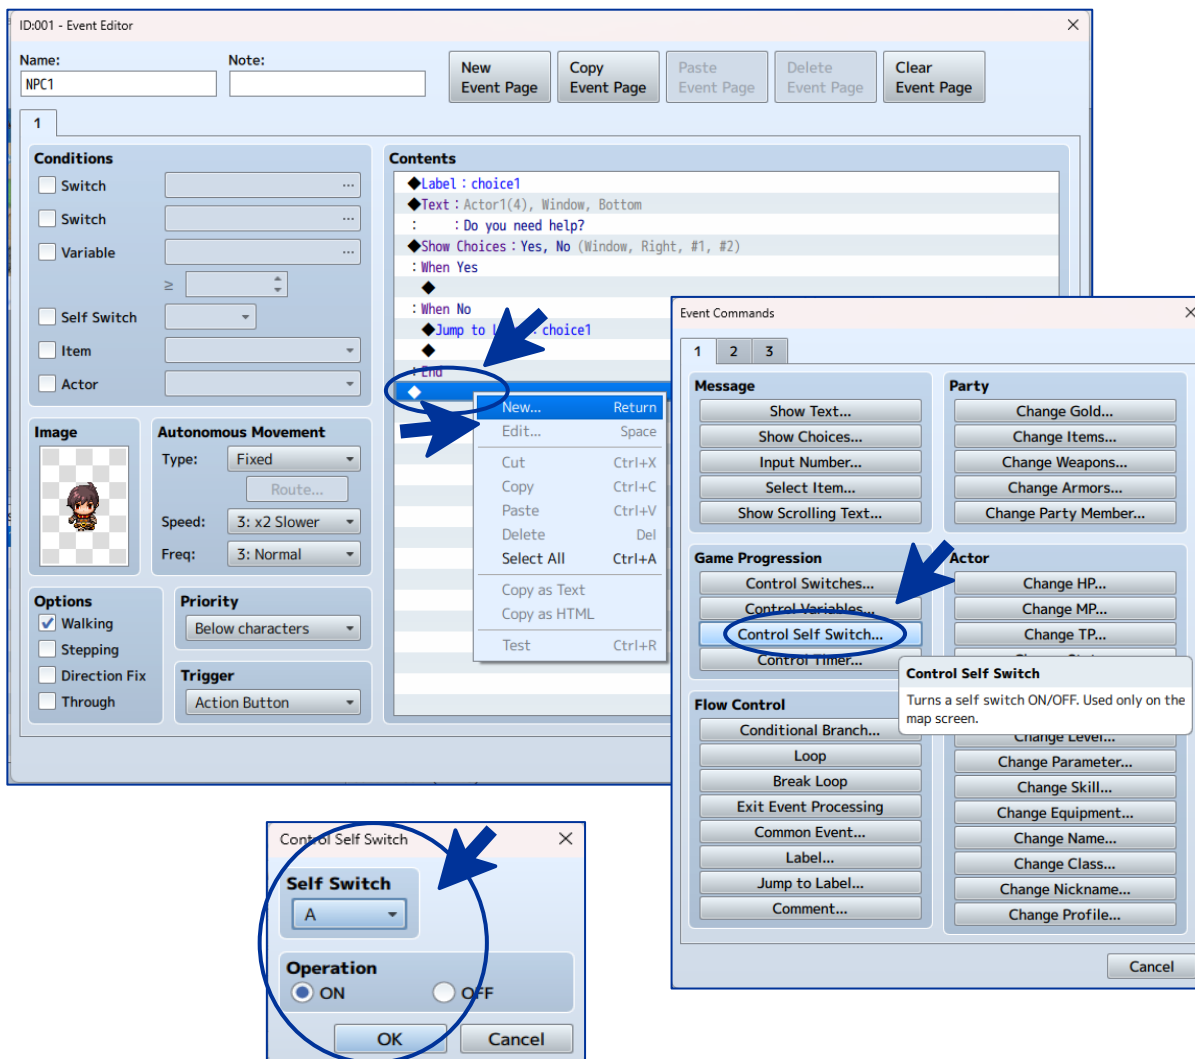 ID:001 - Event Editor
Name:
Note:
NPC1
New
Event Page
Copy
Event Page
Paste
Event Page
Delete
Event Page
Clear
Event Page
1
Conditions
Switch
...
Switch
...
Variable
...
≥
Self Switch
Item
Actor
Image
Autonomous Movement
Type:
Fixed
Route...
Speed:
3: x2 Slower
Freq:
3: Normal
Options
Walking
Stepping
Direction Fix
Through
Priority
Below characters
Trigger
Action Button
Contents
◆Label：choice1
◆Text：Actor1(4), Window, Bottom
：　：Do you need help?
◆Show Choices：Yes, No (Window, Right, #1, #2)
：When Yes
◆
：When No
◆Jump to choice1
◆
：End
◆
New... Return
Edit... Space
Cut Ctrl+X
Copy Ctrl+C
Paste Ctrl+V
Delete Del
Select All Ctrl+A
Copy as Text
Copy as HTML
Test Ctrl+R
Event Commands
1 2 3
Message
Show Text...
Show Choices...
Input Number...
Select Item...
Show Scrolling Text...
Game Progression
Control Switches...
Control Variables...
Control Self Switch...
Control Timer...
Flow Control
Conditional Branch...
Loop
Break Loop
Exit Event Processing
Common Event...
Label...
Jump to Label...
Comment...
Party
Change Gold...
Change Items...
Change Weapons...
Change Armors...
Change Party Member...
Actor
Change HP...
Change MP...
Change TP...
Control Self Switch
Turns a self switch ON/OFF. Used only on the
map screen.
Change Level...
Change Parameter...
Change Skill...
Change Equipment...
Change Name...
Change Class...
Change Nickname...
Change Profile...
Cancel
Control Self Switch
Self Switch
A
Operation
ON
OFF
OK
Cancel